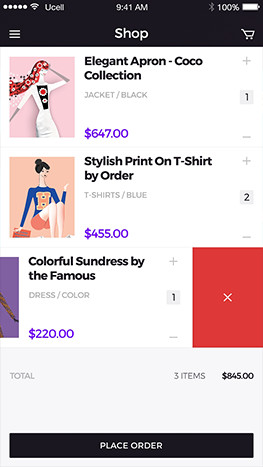 Ucell 9:41 AM 100%
Shop
Elegant Apron - Coco
Collection
JACKET / BLACK
1
$647.00
Stylish Print On T-Shirt
by Order
T-SHIRTS / BLUE
2
$455.00
Colorful Sundress by
the Famous
DRESS / COLOR
1
$220.00
TOTAL 3 ITEMS $845.00
PLACE ORDER